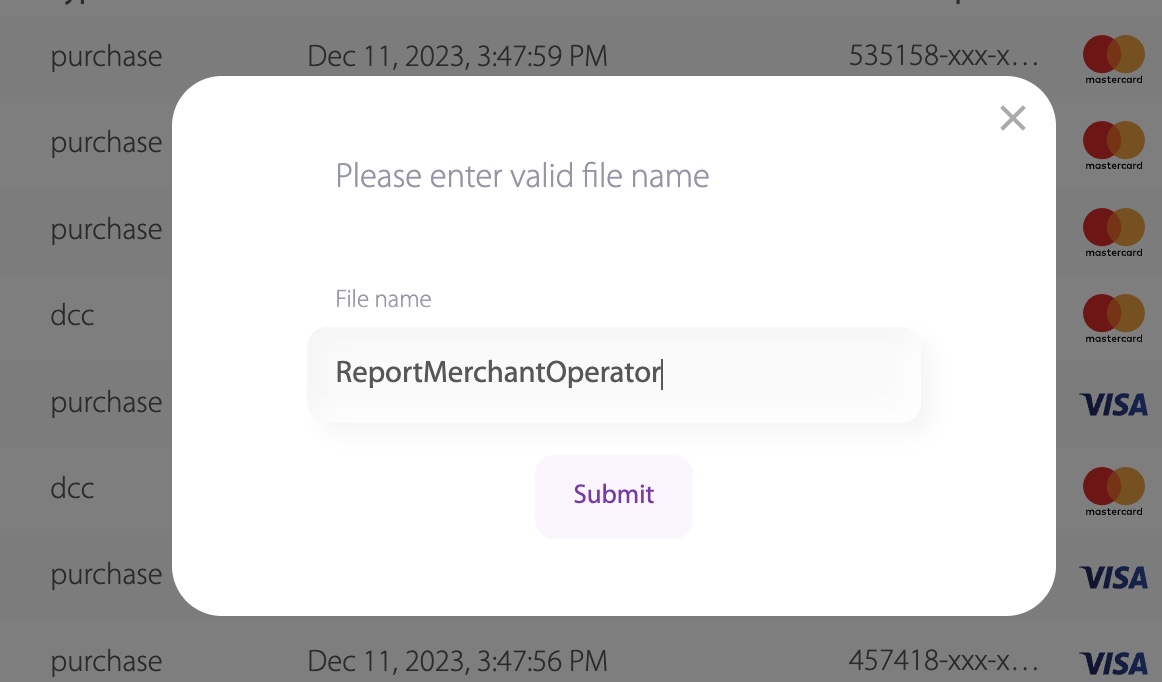 purchase Dec 11, 2023, 3:47:59 PM 535158-xxx-x... mastercard
Please enter valid file name
purchase mastercard
purchase mastercard
File name
dcc mastercard
ReportMerchantOperator
purchase VISA
dcc mastercard
Submit
purchase VISA
purchase Dec 11, 2023, 3:47:56 PM 457418-xxx-x... VISA